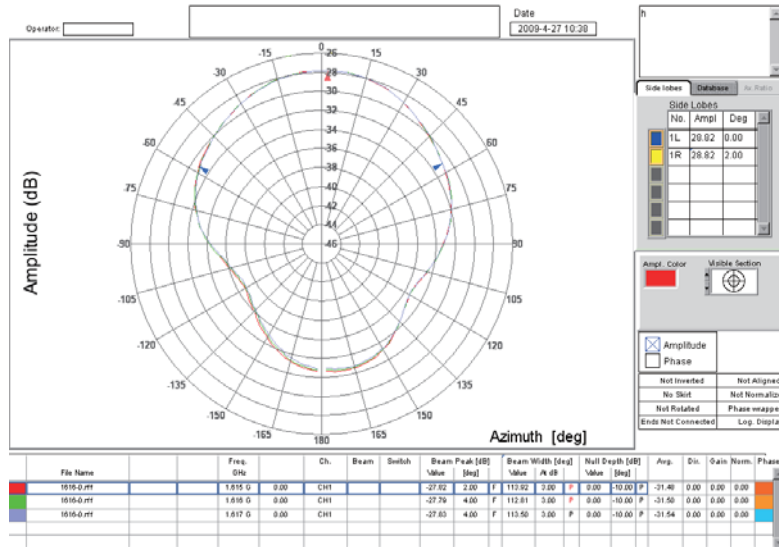 Operator:
Date
2009-4-27 10:38
h
Side lobes Database Ax Ratio
Side Lobes
No. Ampl Deg
1L 28.82 0.00
1R 28.82 2.00
Ampl. Color Visible Section
Amplitude
Phase
Not Inverted Not Aligned
No Skirt Not Normalize
Not Rotated Phase wrappe
Ends Not Connected Log. Displa
Amplitude (dB)
0
-15 15
-30 30
-45 45
-60 60
-75 75
-90 90
-105 105
-120 120
-135 135
-150 150
-165 165
180
-26
-28
-30
-32
-34
-36
-38
-40
-42
-44
-46
Azimuth [deg]
Freq. Ch. Beam Switch Beam Peak [dB] Beam Width [deg] Null Depth [dB] Avg. Dir. Gain Norm. Phase
File Name GHz Value [deg] Value At dB Value [deg]
1616-0.rff 1.615 G 0.00 CH1 -27.82 2.00 F 113.92 3.00 P 0.00 -10.00 P -31.48 0.00 0.00 0.00
1616-0.rff 1.616 G 0.00 CH1 -27.79 4.00 F 112.81 3.00 P 0.00 -10.00 P -31.50 0.00 0.00 0.00
1616-0.rff 1.617 G 0.00 CH1 -27.83 4.00 F 113.50 3.00 P 0.00 -10.00 P -31.54 0.00 0.00 0.00